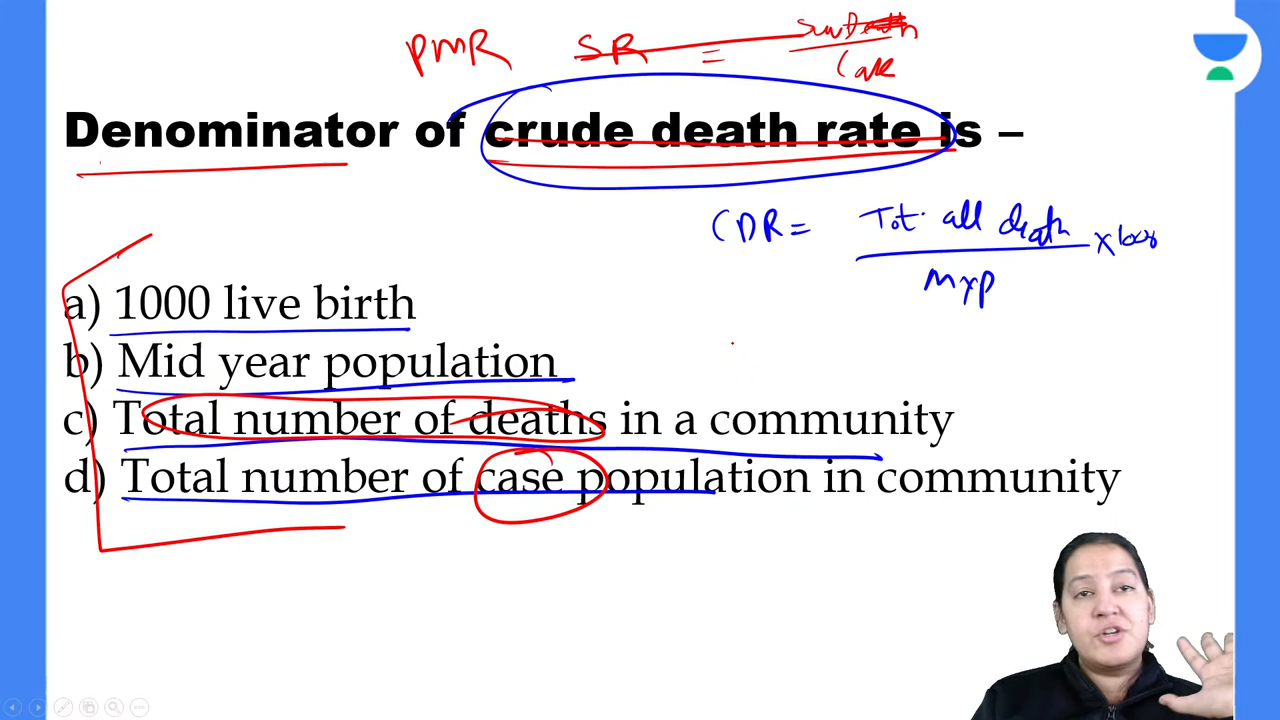 PMR SR =
Case
Denominator of crude death rate is –
CDR = Tot. all death
MYP
a) 1000 live birth
b) Mid year population
c) Total number of deaths in a community
d) Total number of case population in community